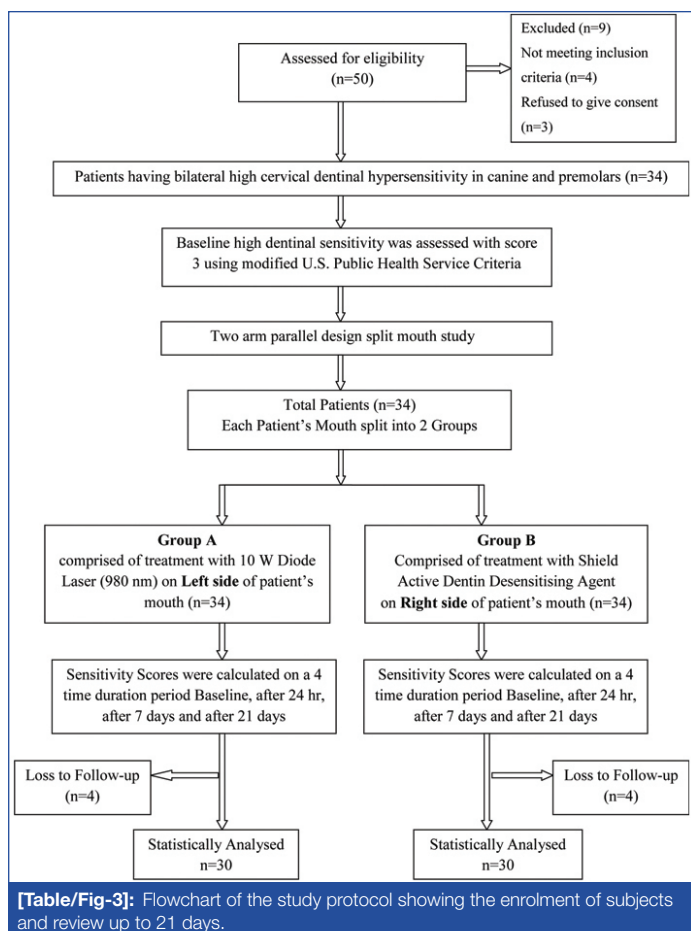 Assessed for eligibility
(n=50)
Excluded (n=9)
Not meeting inclusion
criteria (n=4)
Refused to give consent
(n=3)
Patients having bilateral high cervical dentinal hypersensitivity in canine and premolars (n=34)
Baseline high dentinal sensitivity was assessed with score
3 using modified U.S. Public Health Service Criteria
Two arm parallel design split mouth study
Total Patients (n=34)
Each Patient's Mouth split into 2 Groups
Group A
comprised of treatment with 10 W Diode
Laser (980 nm) on Left side of patient's
mouth (n=34)
Group B
Comprised of treatment with Shield
Active Dentin Desensitising Agent
on Right side of patient's mouth (n=34)
Sensitivity Scores were calculated on a 4
time duration period Baseline, after 24 hr,
after 7 days and after 21 days
Sensitivity Scores were calculated on a 4
time duration period Baseline, after 24 hr,
after 7 days and after 21 days
Loss to Follow-up
(n=4)
Loss to Follow-up
(n=4)
Statistically Analysed
n=30
Statistically Analysed
n=30
[Table/Fig-3]: Flowchart of the study protocol showing the enrolment of subjects
and review up to 21 days.